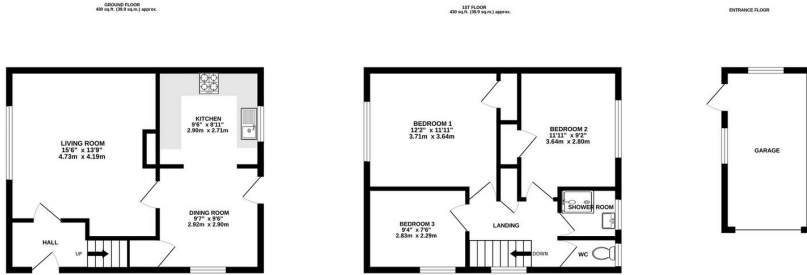 GROUND FLOOR
430 sq.ft. (39.9 sq.m.) approx.
1ST FLOOR
430 sq.ft. (39.9 sq.m.) approx.
ENTRANCE FLOOR
LIVING ROOM
15'6" x 13'9"
4.73m x 4.19m
KITCHEN
9'6" x 8'11"
2.90m x 2.71m
DINING ROOM
9'7" x 9'6"
2.92m x 2.90m
HALL
UP
BEDROOM 1
12'2" x 11'11"
3.71m x 3.64m
BEDROOM 2
11'11" x 9'2"
3.64m x 2.80m
BEDROOM 3
9'4" x 7'6"
2.83m x 2.29m
LANDING
SHOWER ROOM
DOWN
WC
GARAGE